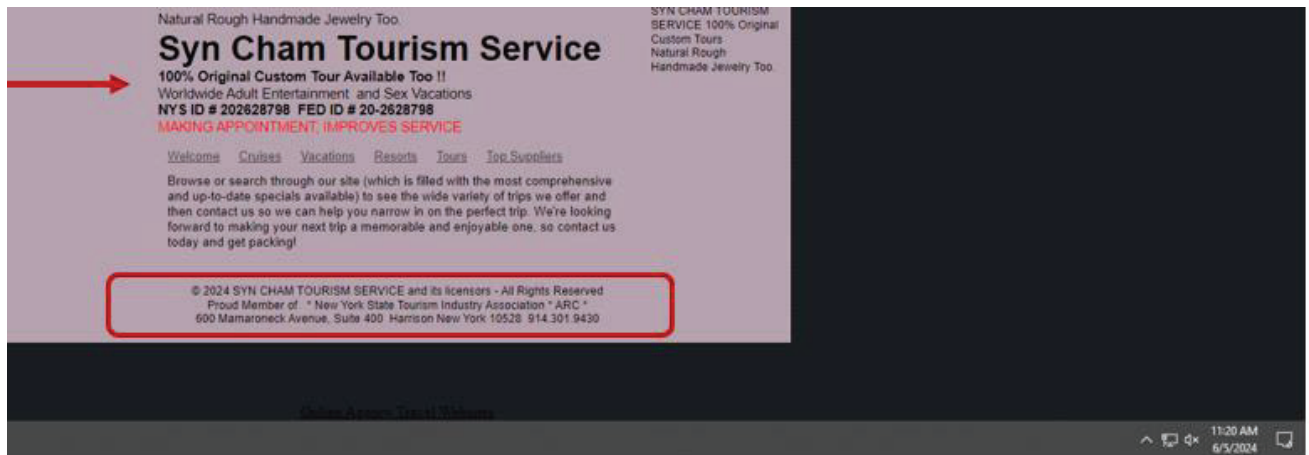 Natural Rough Handmade Jewelry Too.
Syn Cham Tourism Service
100% Original Custom Tour Available Too !!
Worldwide Adult Entertainment and Sex Vacations
NYS ID # 202628798 FED ID # 20-2628798
MAKING APPOINTMENT, IMPROVES SERVICE
SYN CHAM TOURISM
SERVICE 100% Original
Custom Tours
Natural Rough
Handmade Jewelry Too.
Welcome Cruises Vacations Resorts Tours Top Suppliers
Browse or search through our site (which is filled with the most comprehensive
and up-to-date specials available) to see the wide variety of trips we offer and
then contact us so we can help you narrow in on the perfect trip. We're looking
forward to making your next trip a memorable and enjoyable one, so contact us
today and get packing!
© 2024 SYN CHAM TOURISM SERVICE and its licensors - All Rights Reserved
Proud Member of * New York State Tourism Industry Association * ARC *
600 Mamaroneck Avenue, Suite 400 Harrison New York 10528 914.301.9430
Online Agency Travel Website
11:20 AM
6/5/2024